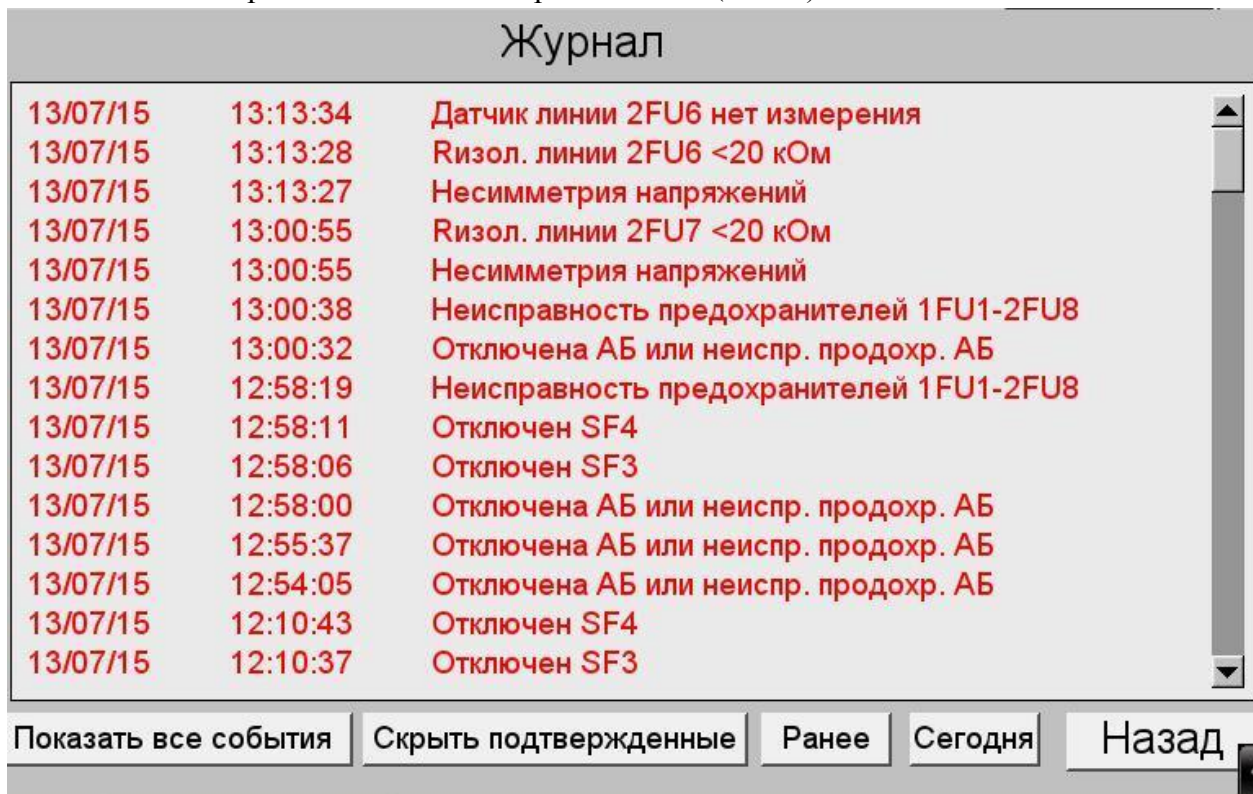 Журнал
13/07/15 13:13:34 Датчик линии 2FU6 нет измерения
13/07/15 13:13:28 Rизол. линии 2FU6 <20 кОм
13/07/15 13:13:27 Несимметрия напряжений
13/07/15 13:00:55 Rизол. линии 2FU7 <20 кОм
13/07/15 13:00:55 Несимметрия напряжений
13/07/15 13:00:38 Неисправность предохранителей 1FU1-2FU8
13/07/15 13:00:32 Отключена АБ или неиспр. продохр. АБ
13/07/15 12:58:19 Неисправность предохранителей 1FU1-2FU8
13/07/15 12:58:11 Отключен SF4
13/07/15 12:58:06 Отключен SF3
13/07/15 12:58:00 Отключена АБ или неиспр. продохр. АБ
13/07/15 12:55:37 Отключена АБ или неиспр. продохр. АБ
13/07/15 12:54:05 Отключена АБ или неиспр. продохр. АБ
13/07/15 12:10:43 Отключен SF4
13/07/15 12:10:37 Отключен SF3
Показать все события Скрыть подтвержденные Ранее Сегодня Назад